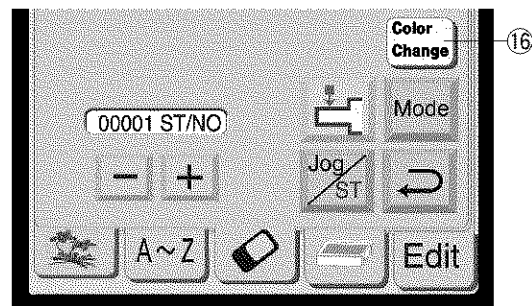 Color
Change
⑯
00001 ST/NO
Mode
− +
Jog/ST
A~Z
Edit